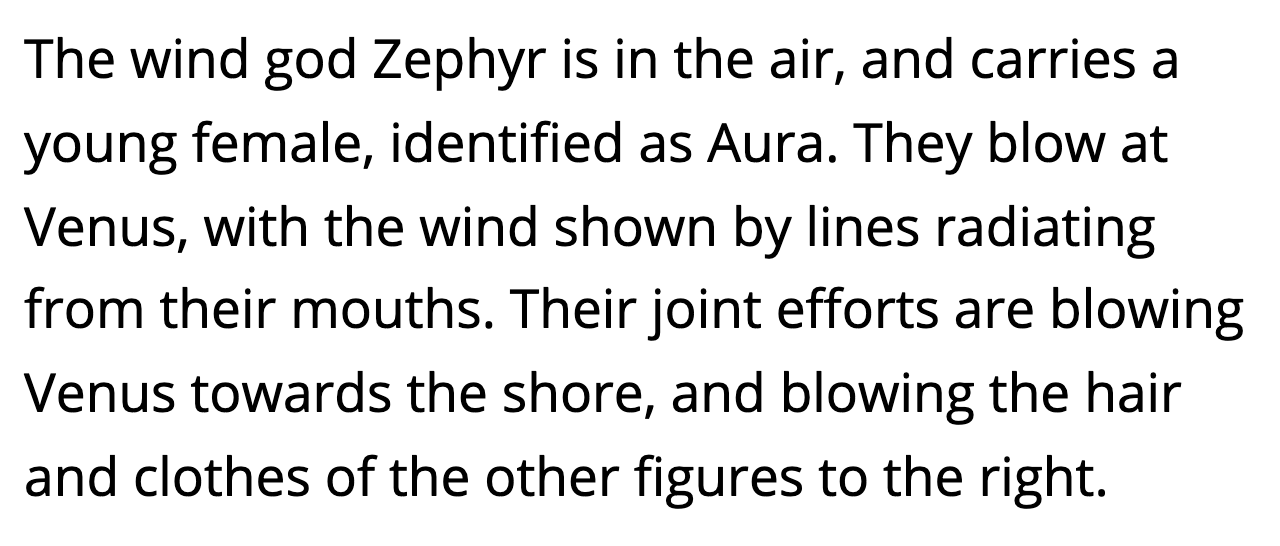 The wind god Zephyr is in the air, and carries a
young female, identified as Aura. They blow at
Venus, with the wind shown by lines radiating
from their mouths. Their joint efforts are blowing
Venus towards the shore, and blowing the hair
and clothes of the other figures to the right.